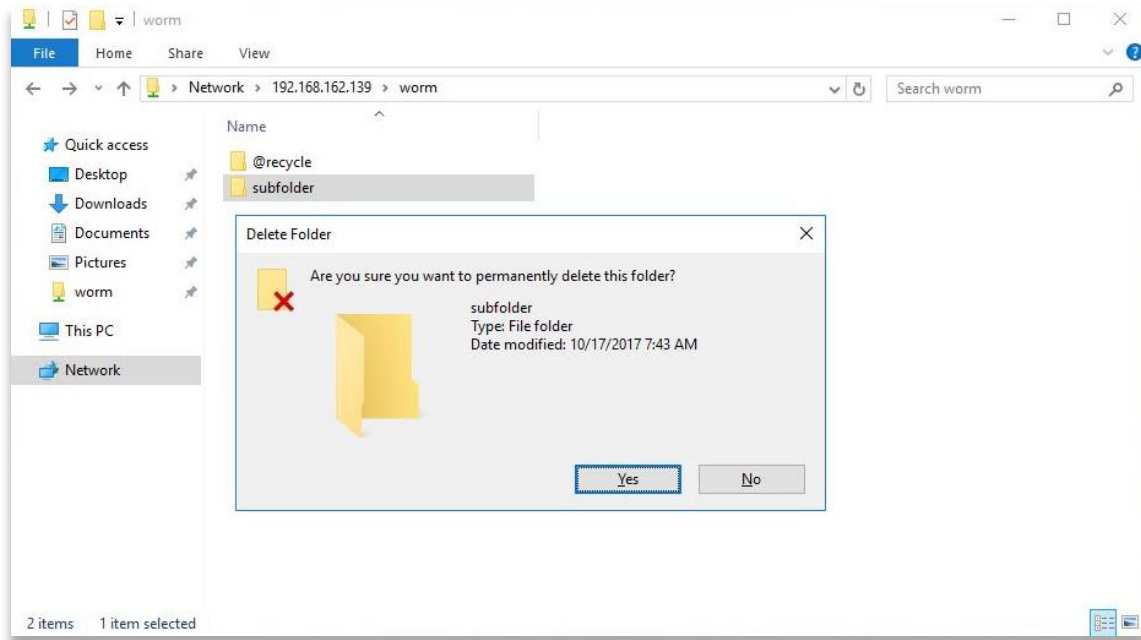 worm
File Home Share View
Network > 192.168.162.139 > worm
Search worm
Name
Quick access
Desktop
Downloads
Documents
Pictures
worm
This PC
Network
@recycle
subfolder
Delete Folder
Are you sure you want to permanently delete this folder?
subfolder
Type: File folder
Date modified: 10/17/2017 7:43 AM
Yes No
2 items 1 item selected